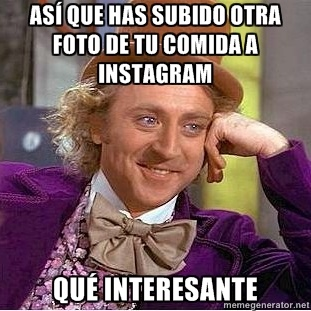 ASÍ QUE HAS SUBIDO OTRA
FOTO DE TU COMIDA A
INSTAGRAM
QUÉ INTERESANTE
memegenerator.net